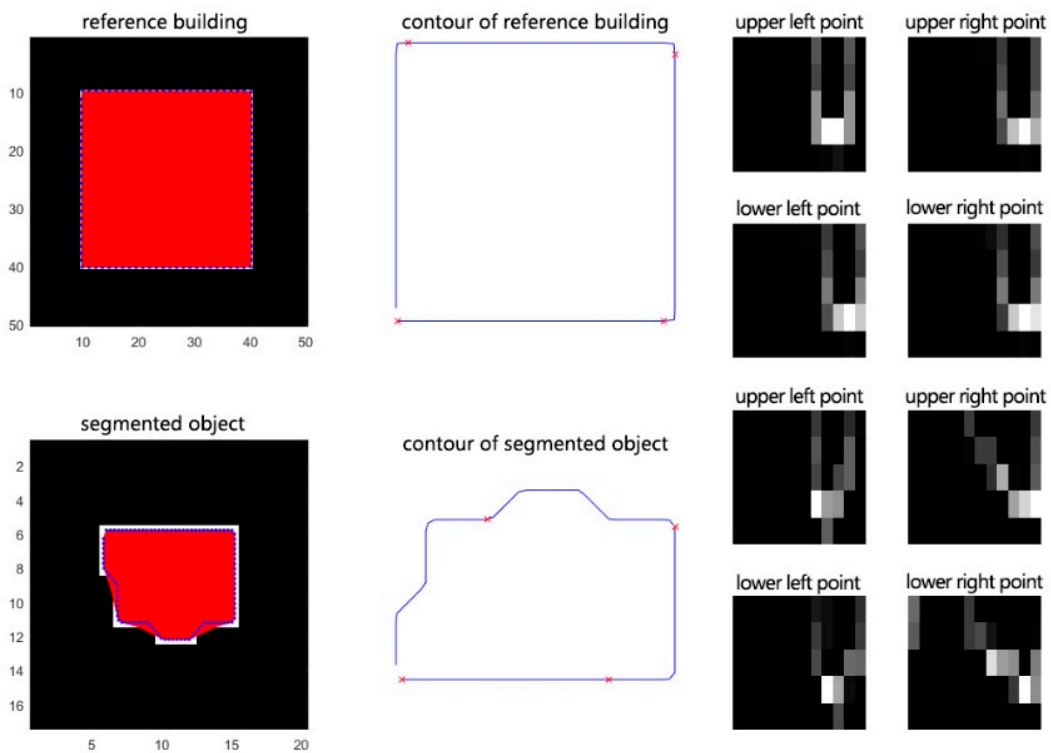 reference building
contour of reference building
upper left point
upper right point
10
20
30
40
50
10
20
30
40
50
lower left point
lower right point
segmented object
contour of segmented object
upper left point
upper right point
2
4
6
8
10
12
14
16
5
10
15
20
lower left point
lower right point